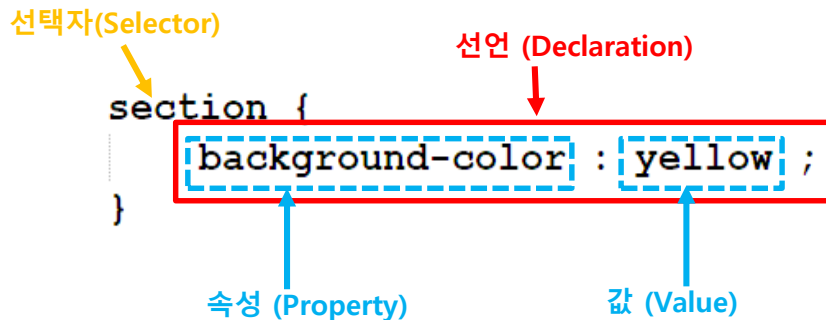 선택자(Selector)
선언 (Declaration)
section {
background-color : yellow ;
}
속성 (Property)
값 (Value)